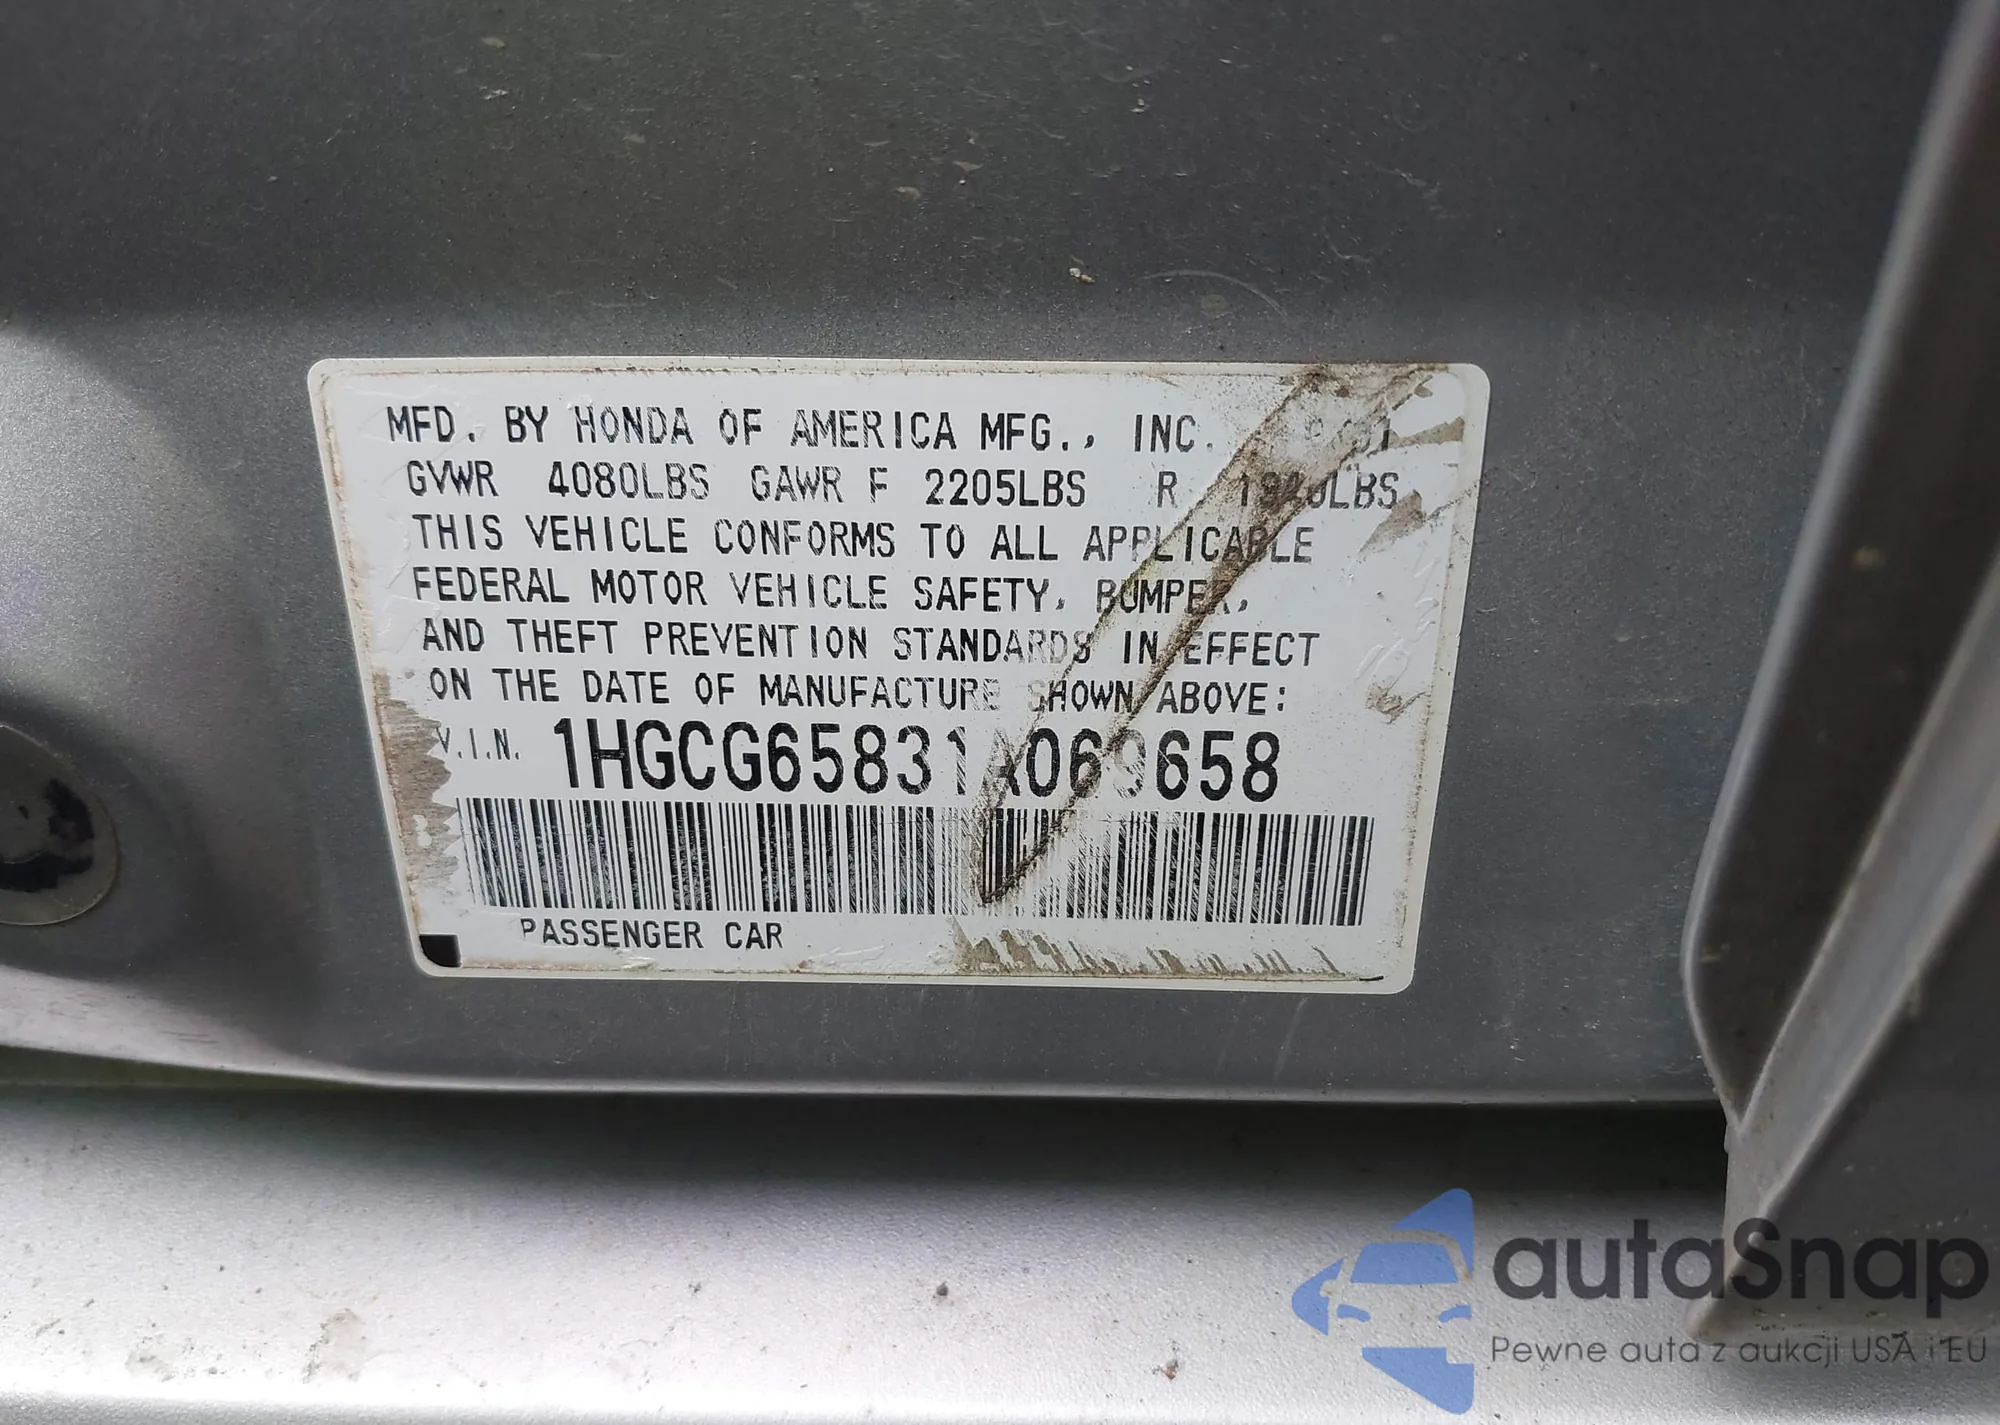 MFD. BY HONDA OF AMERICA MFG., INC.
GVWR 4080LBS GAWR F 2205LBS R
THIS VEHICLE CONFORMS TO ALL APPLICABLE
FEDERAL MOTOR VEHICLE SAFETY, BUMPER,
AND THEFT PREVENTION STANDARDS IN EFFECT
ON THE DATE OF MANUFACTURE SHOWN ABOVE:
V.I.N. 1HGCG65831A069658
PASSENGER CAR
autaSnap
Pewne auta z aukcji USA i EU